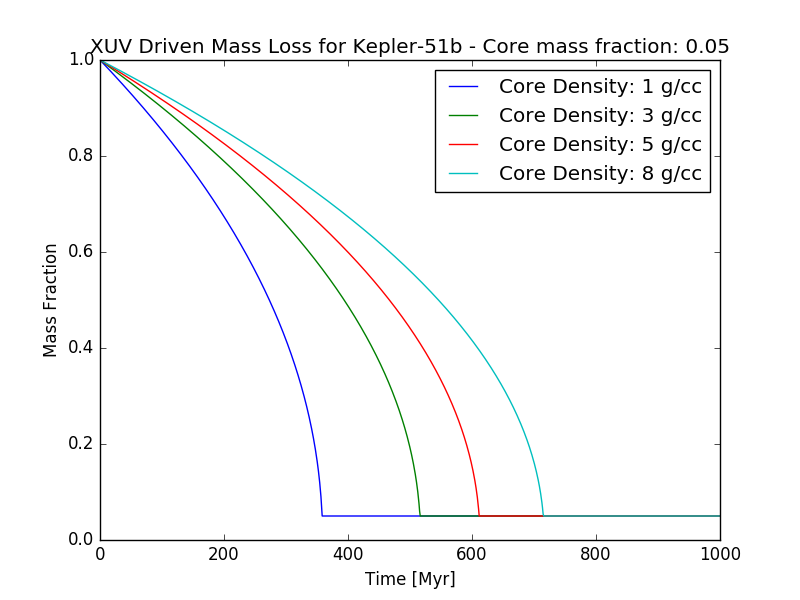 XUV Driven Mass Loss for Kepler-51b - Core mass fraction: 0.05
Core Density: 1 g/cc
Core Density: 3 g/cc
Core Density: 5 g/cc
Core Density: 8 g/cc
1.0
0.8
0.6
0.4
0.2
0.0
Mass Fraction
0 200 400 600 800 1000
Time [Myr]